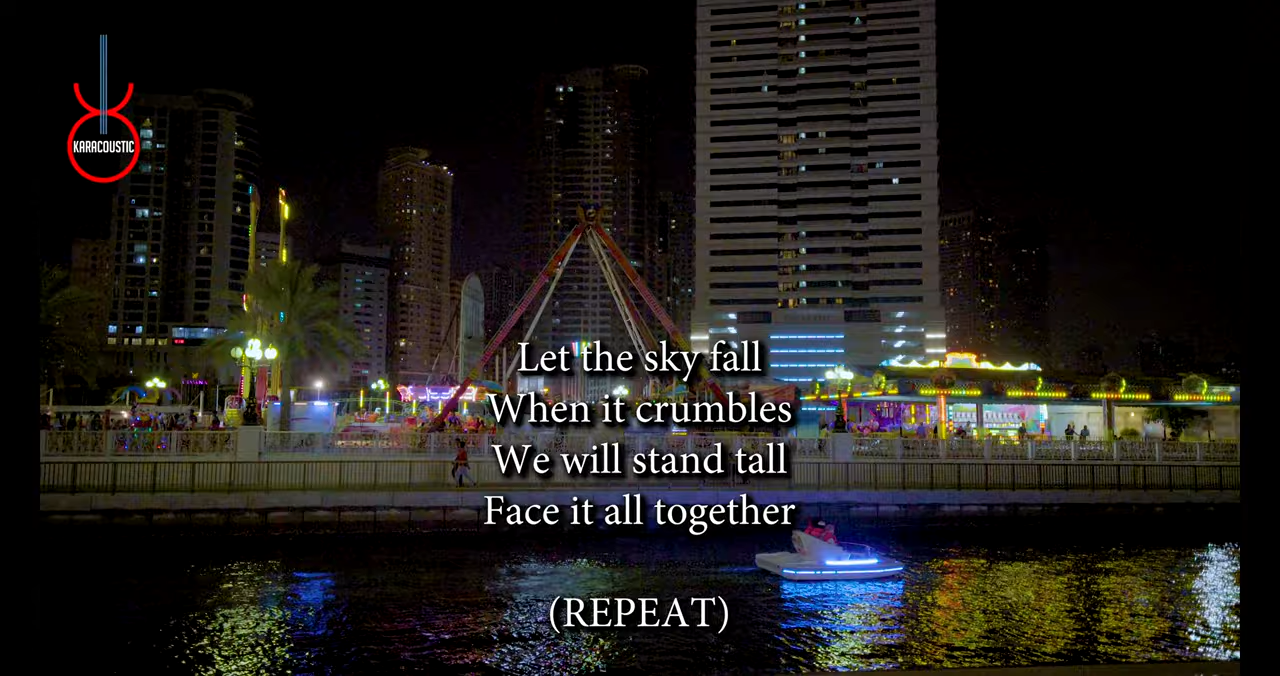 KARACOUSTIC
Let the sky fall
When it crumbles
We will stand tall
Face it all together
(REPEAT)